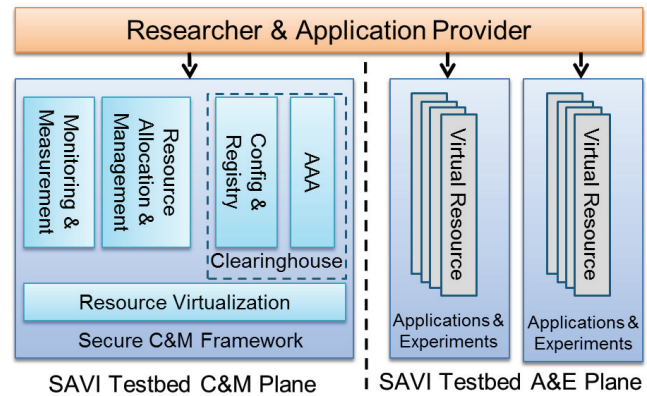 Researcher & Application Provider
Monitoring &
Measurement
Resource
Allocation &
Management
Config &
Registry
AAA
Clearinghouse
Resource Virtualization
Secure C&M Framework
SAVI Testbed C&M Plane
Virtual Resource
Applications &
Experiments
Virtual Resource
Applications &
Experiments
SAVI Testbed A&E Plane